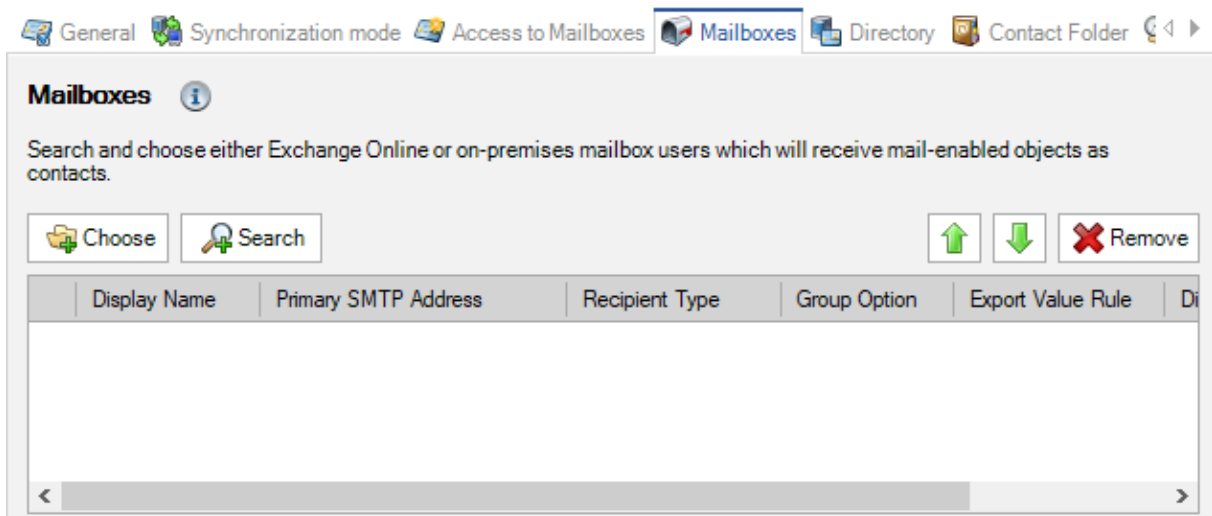 General Synchronization mode Access to Mailboxes Mailboxes Directory Contact Folder
Mailboxes
Search and choose either Exchange Online or on-premises mailbox users which will receive mail-enabled objects as
contacts.
Choose Search Remove
Display Name Primary SMTP Address Recipient Type Group Option Export Value Rule Di